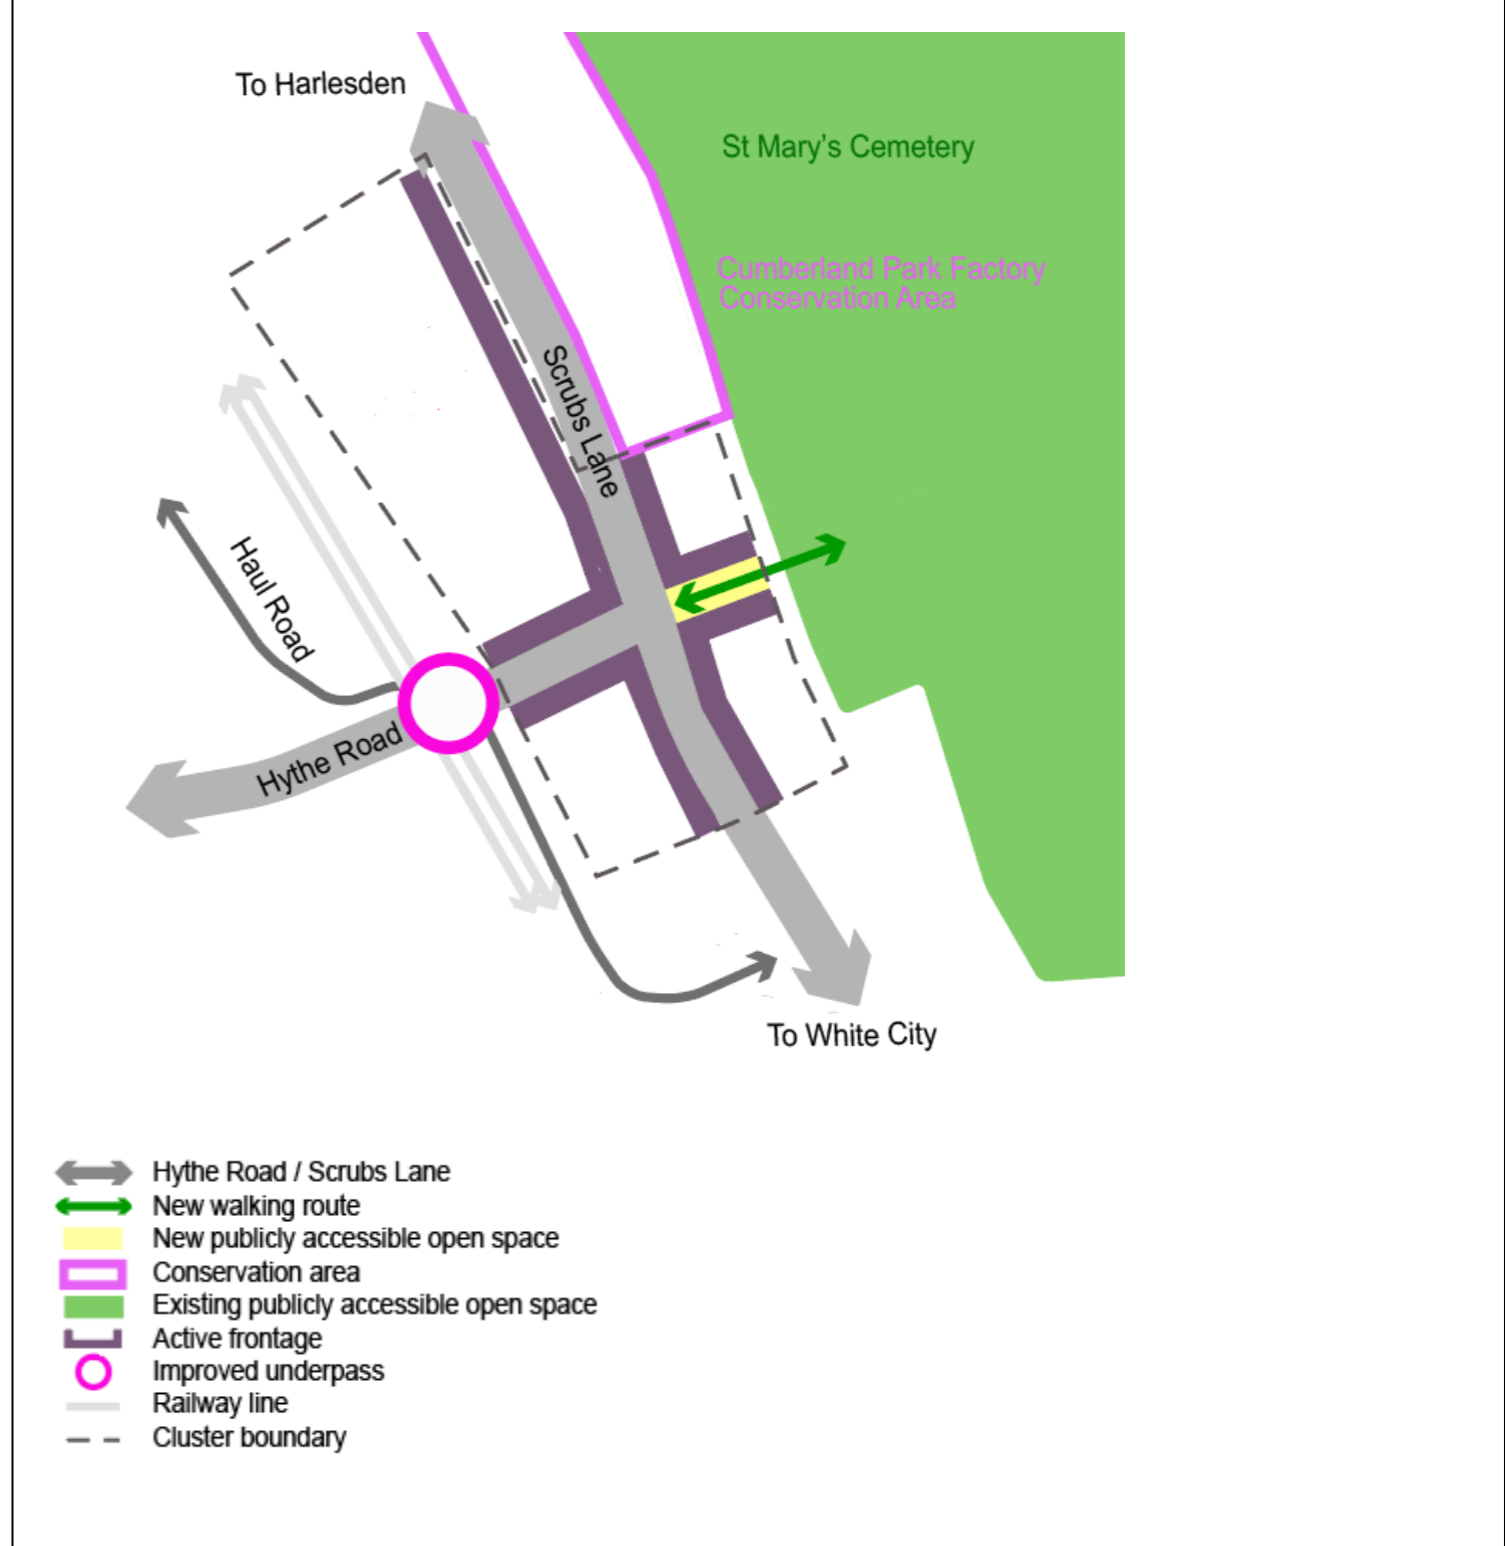 To Harlesden
St Mary's Cemetery
Cumberland Park Factory
Conservation Area
Scrubs Lane
Haul Road
Hythe Road
To White City
Hythe Road / Scrubs Lane
New walking route
New publicly accessible open space
Conservation area
Existing publicly accessible open space
Active frontage
Improved underpass
Railway line
Cluster boundary